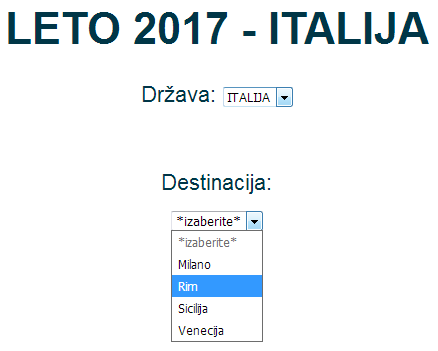 LETO 2017 - ITALIJA
Država: ITALIJA
Destinacija:
*izaberite*
*izaberite*
Milano
Rim
Sicilija
Venecija